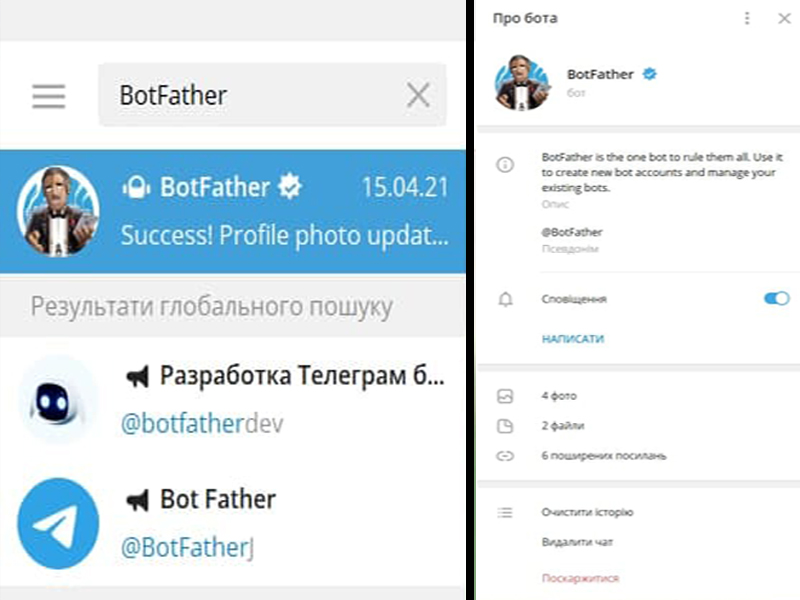 BotFather
BotFather
15.04.21
Success! Profile photo updat...
Результати глобального пошуку
Разработка Телеграм б...
@botfatherdev
Bot Father
@BotFatherJ
Про бота
BotFather
бот
BotFather is the one bot to rule them all. Use it
to create new bot accounts and manage your
existing bots.
Опис
@BotFather
Псевдонім
Сповіщення
НАПИСАТИ
4 фото
2 файли
6 поширених посилань
Очистити історію
Видалити чат
Поскаржитися